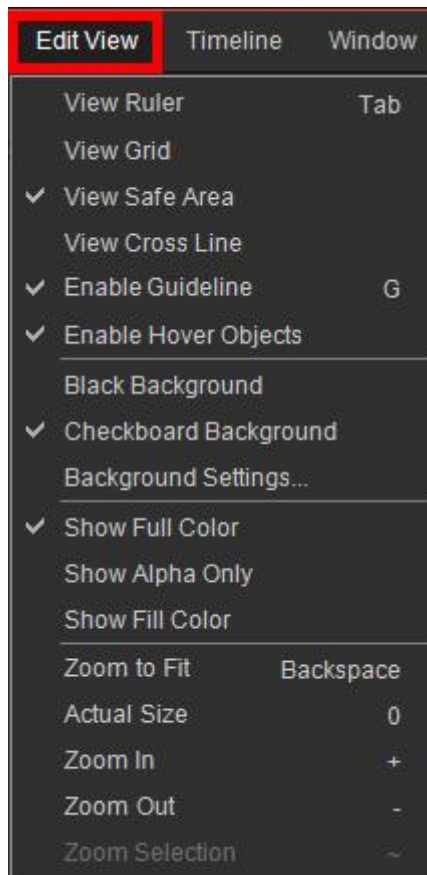 Edit View Timeline Window
View Ruler Tab
View Grid
View Safe Area
View Cross Line
Enable Guideline G
Enable Hover Objects
Black Background
Checkboard Background
Background Settings...
Show Full Color
Show Alpha Only
Show Fill Color
Zoom to Fit Backspace
Actual Size 0
Zoom In +
Zoom Out -
Zoom Selection ~